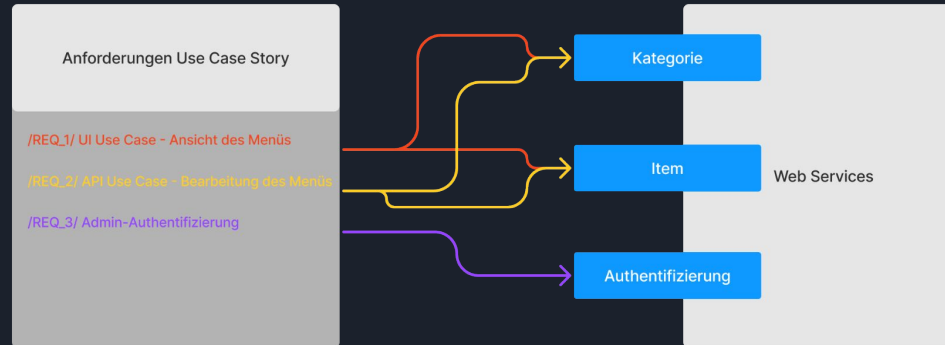 Anforderungen Use Case Story
/REQ_1/ UI Use Case - Ansicht des Menüs
/REQ_2/ API Use Case - Bearbeitung des Menüs
/REQ_3/ Admin-Authentifizierung
Kategorie
Item
Authentifizierung
Web Services